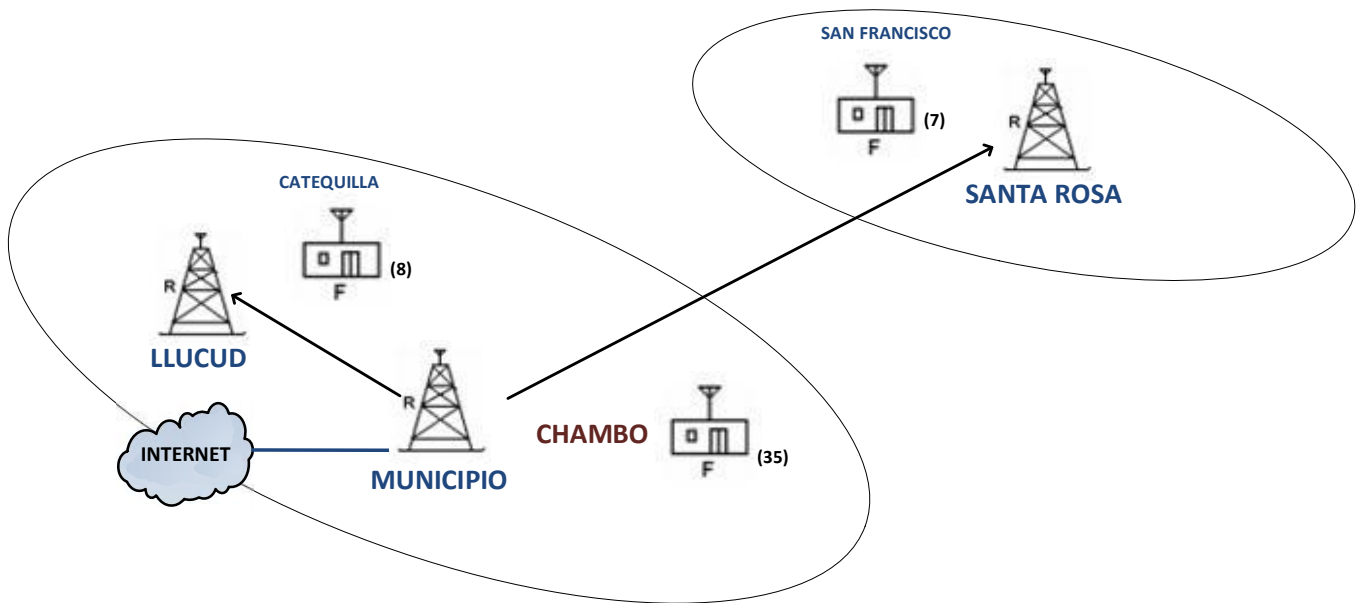 SAN FRANCISCO
(7)
F
R
SANTA ROSA
CATEQUILLA
(8)
F
R
LLUCUD
R
MUNICIPIO
INTERNET
CHAMBO
(35)
F